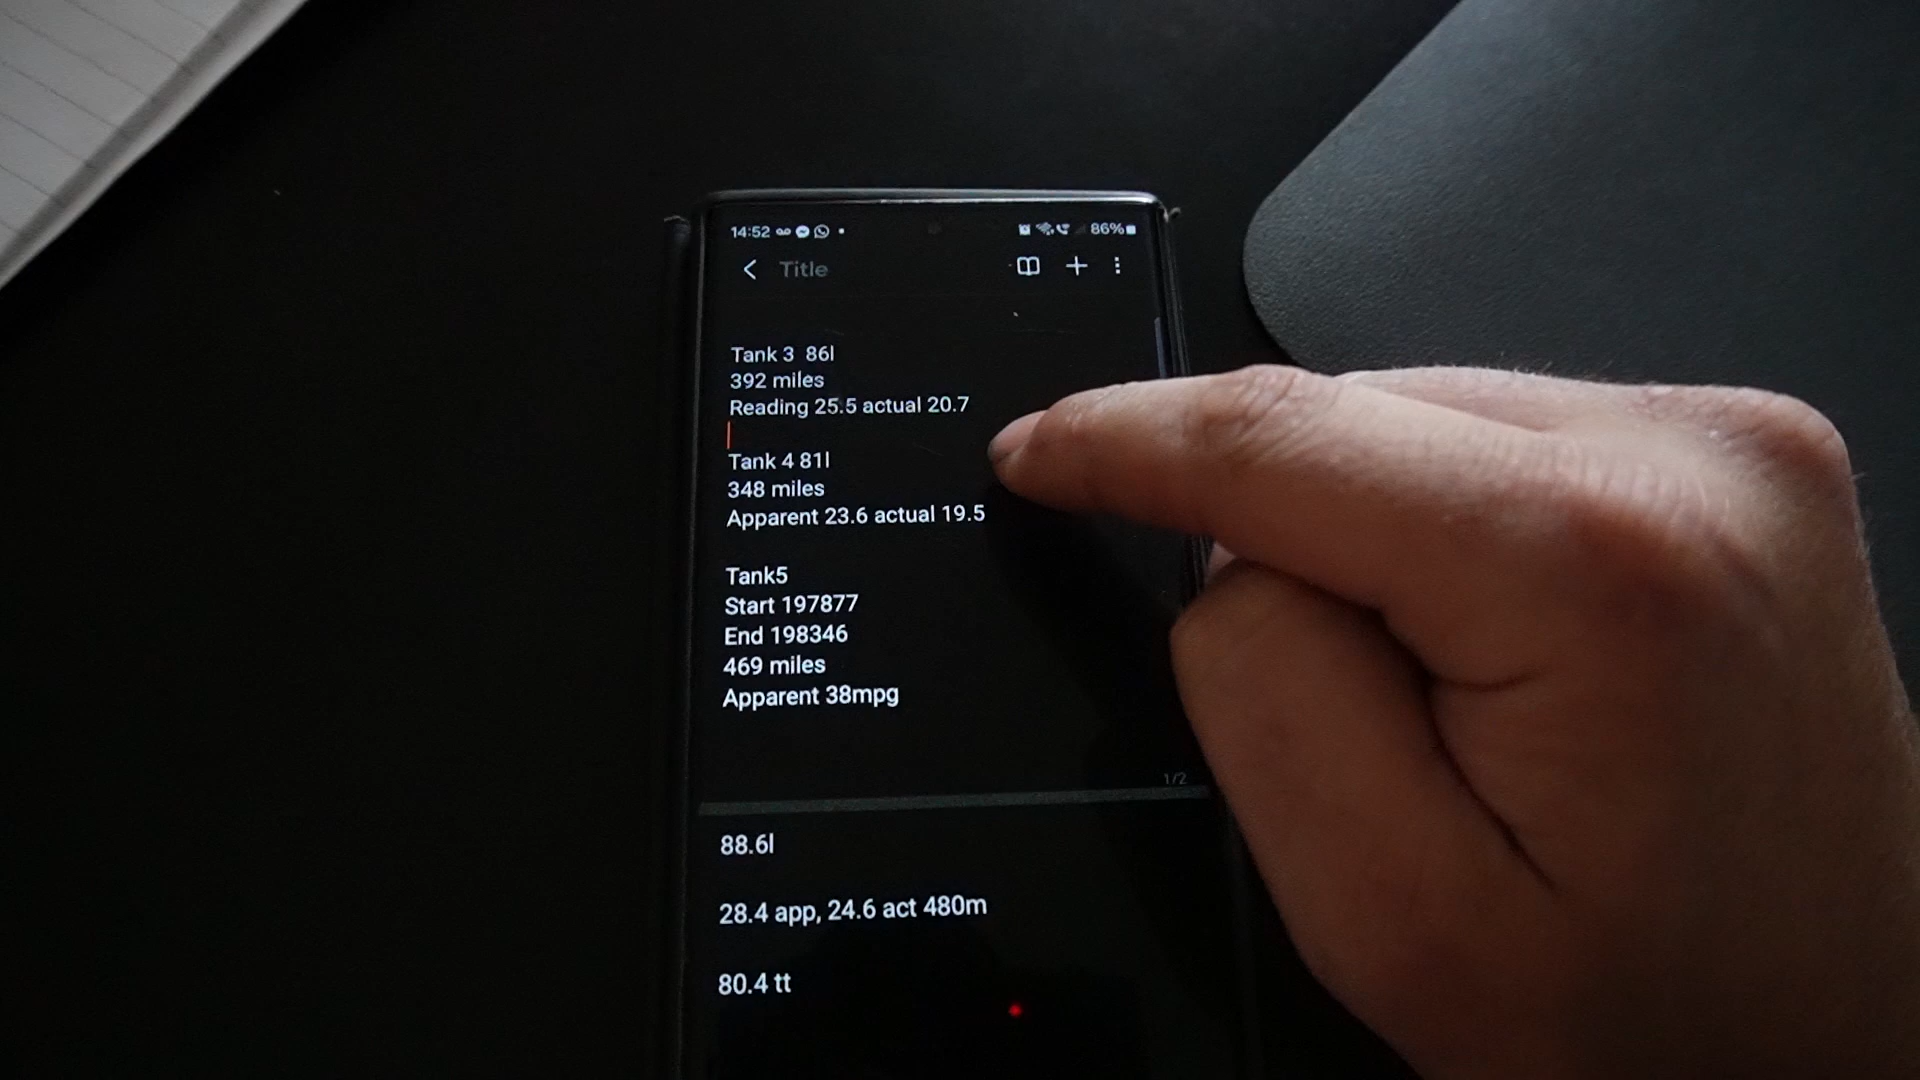 14:52 86%
Title
Tank 3 86l
392 miles
Reading 25.5 actual 20.7
Tank 4 81l
348 miles
Apparent 23.6 actual 19.5
Tank5
Start 197877
End 198346
469 miles
Apparent 38mpg
1/2
88.6l
28.4 app, 24.6 act 480m
80.4 tt